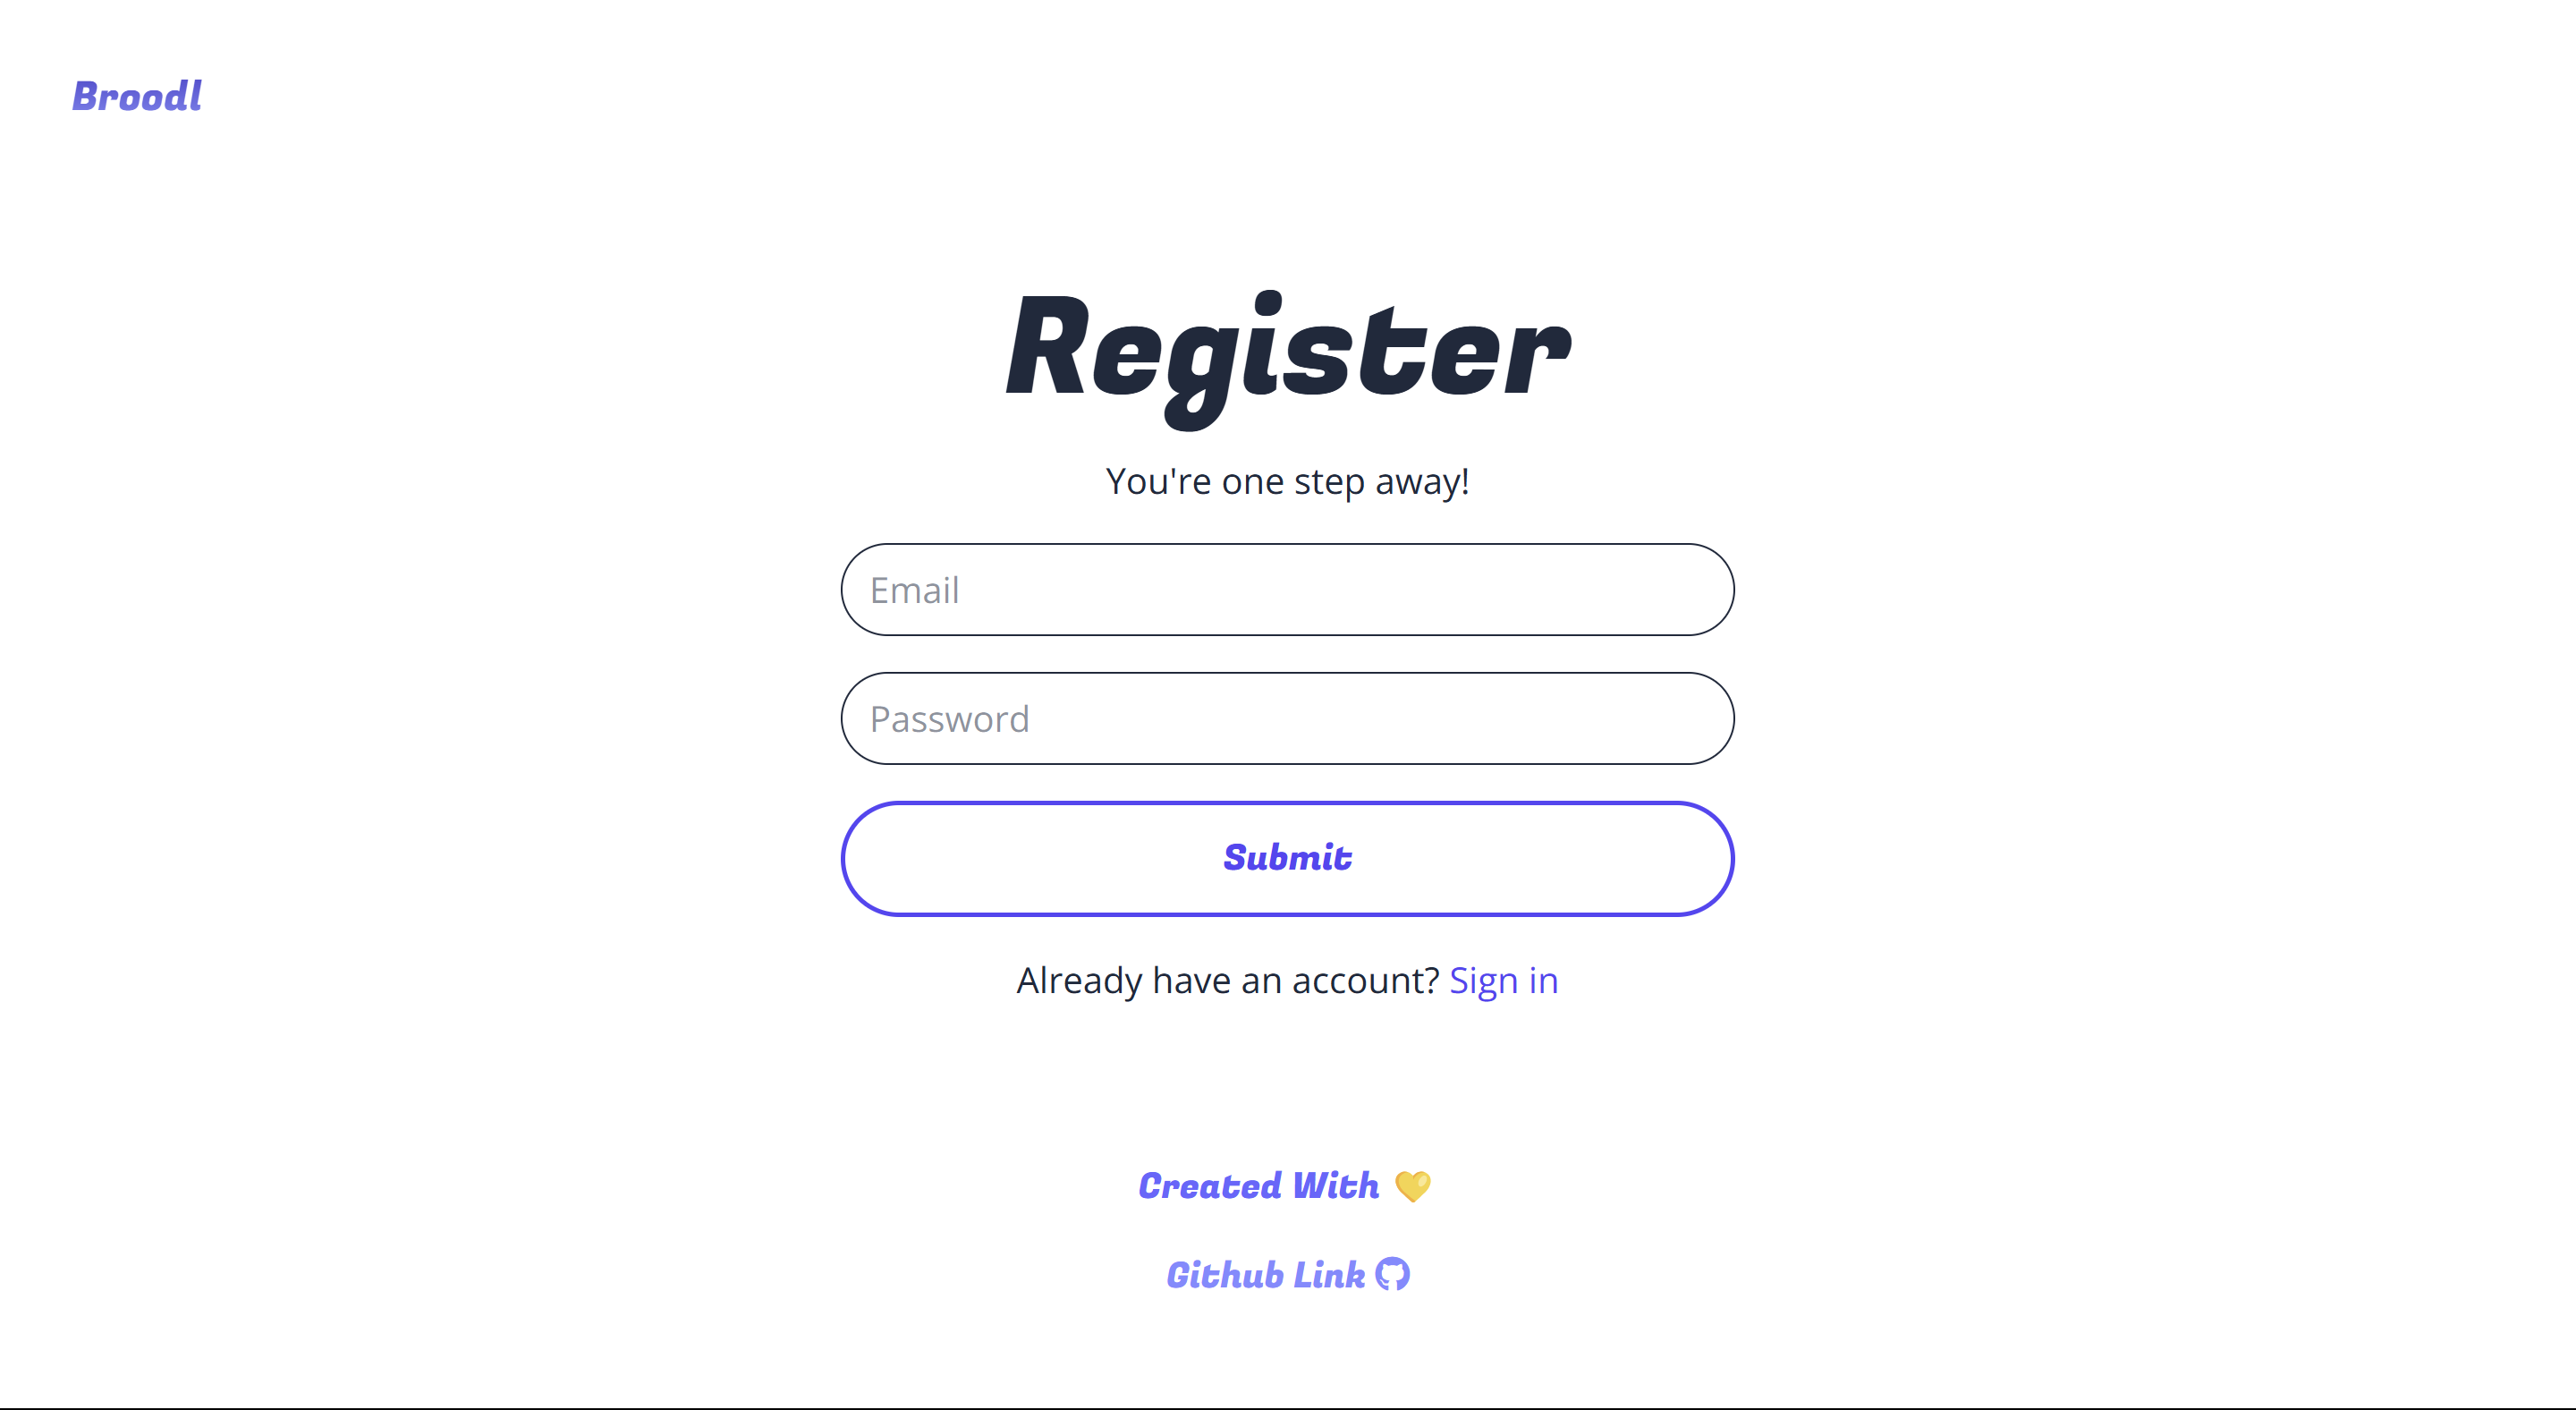 Broodl
Register
You're one step away!
Email
Password
Submit
Already have an account? Sign in
Created With 💛
Github Link